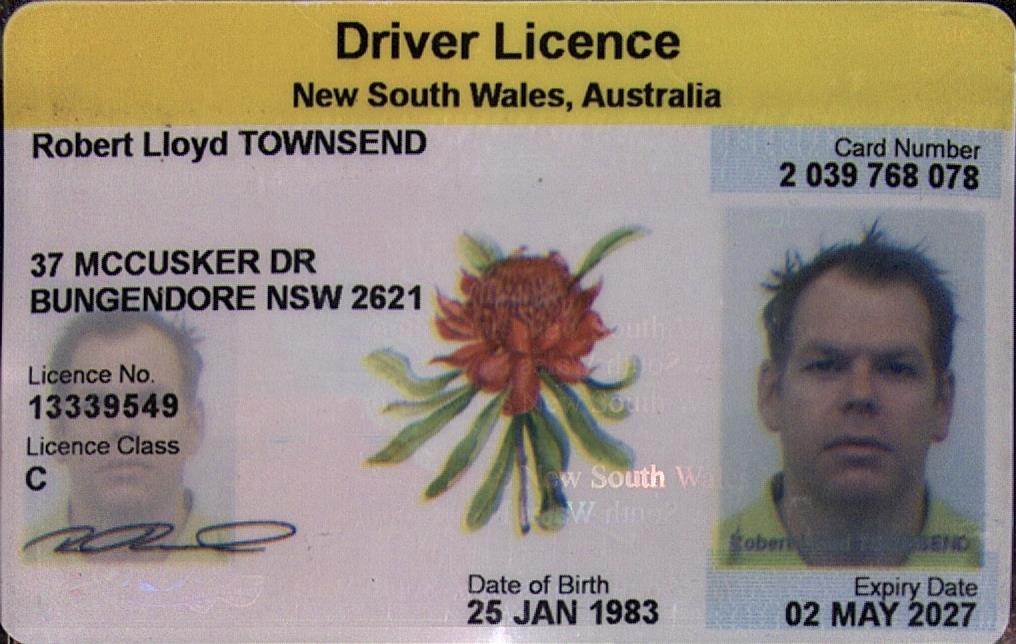 Driver Licence
New South Wales, Australia
Robert Lloyd TOWNSEND
Card Number
2 039 768 078
37 MCCUSKER DR
BUNGENDORE NSW 2621
Licence No.
13339549
Licence Class
C
New South Wales
Robert Lloyd TOWNSEND
Date of Birth
25 JAN 1983
Expiry Date
02 MAY 2027